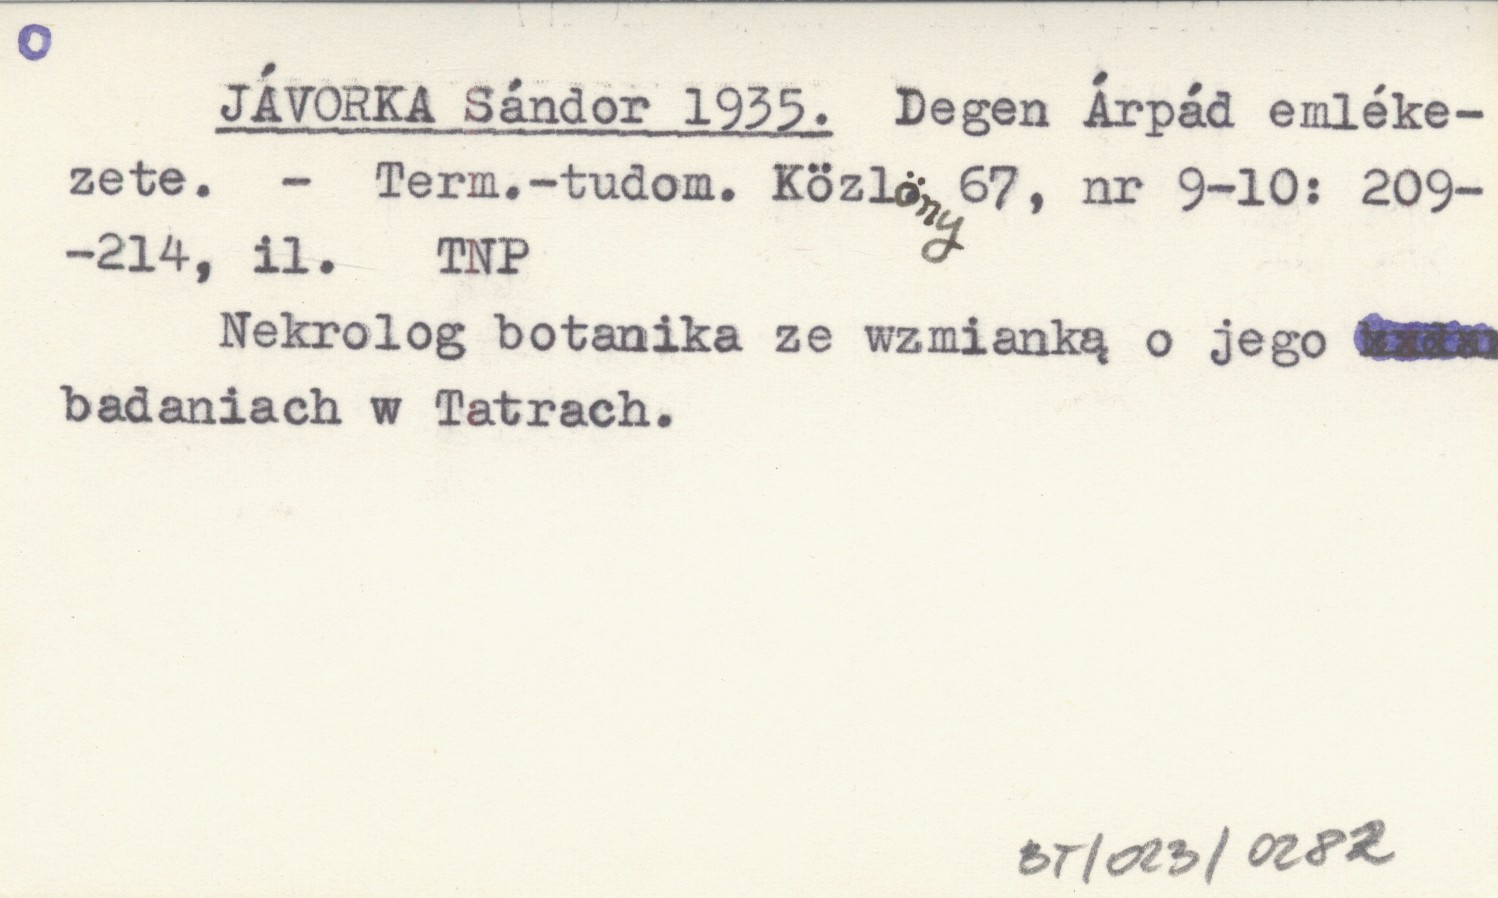 o
JÁVORKA Sándor 1935. Degen Árpád emléke-
zete. - Term.-tudom. Közlöny 67, nr 9-10: 209-
-214, il. TNP
Nekrolog botanika ze wzmianką o jego
badaniach w Tatrach.
BT/023/0282